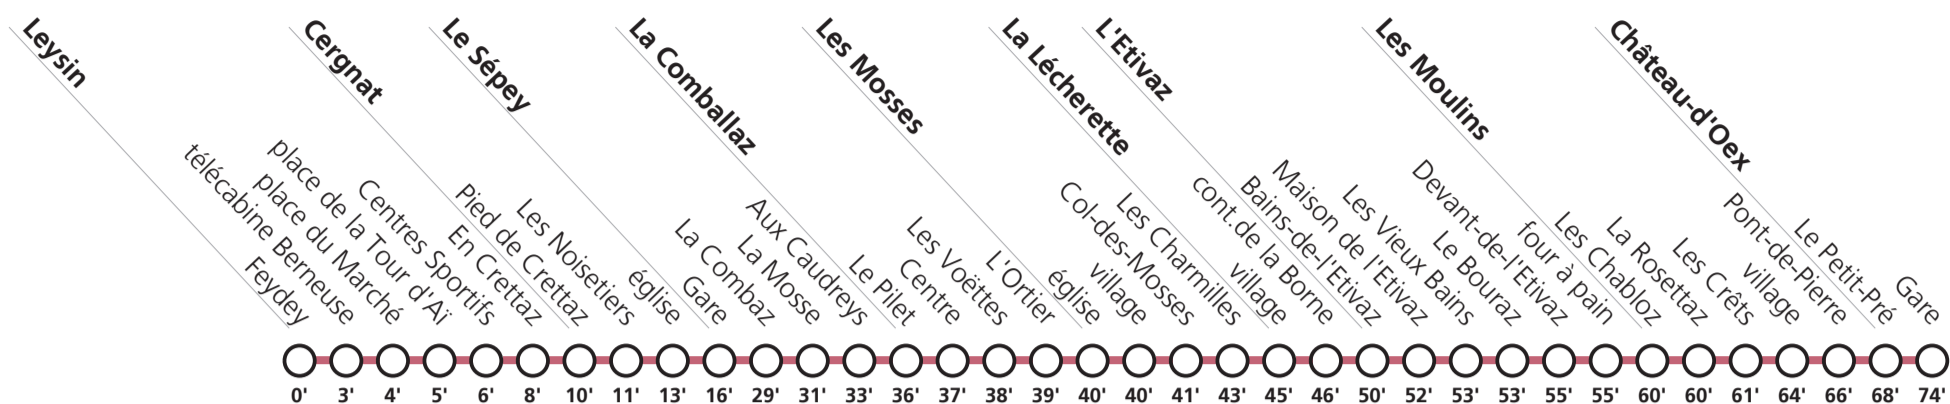 Leysin
Cergnat
Le Sépey
La Comballaz
Les Mosses
La Lécherette
L'Etivaz
Les Moulins
Château-d'Oex
Feydey
télécabine Berneuse
place du Marché
place de la Tour d'Aï
Centres Sportifs
En Crettaz
Pied de Crettaz
Les Noisetiers
église
Gare
La Combaz
La Mosse
Aux Caudreys
Le Pilet
Centre
Les Voëttes
L'Ortier
église
village
Col-des-Mosses
Les Charmilles
village
cont.de la Borne
Bains-de-l'Etivaz
Maison de l'Etivaz
Les Vieux Bains
Le Bouraz
Devant-de-l'Etivaz
four à pain
Les Chabloz
La Rosettaz
Les Crêts
village
Pont-de-Pierre
Le Petit-Pré
Gare
0' 3' 4' 5' 6' 8' 10' 11' 13' 16' 29' 31' 33' 36' 37' 38' 39' 40' 40' 41' 43' 45' 46' 50' 52' 53' 53' 55' 55' 60' 60' 61' 64' 66' 68' 74'